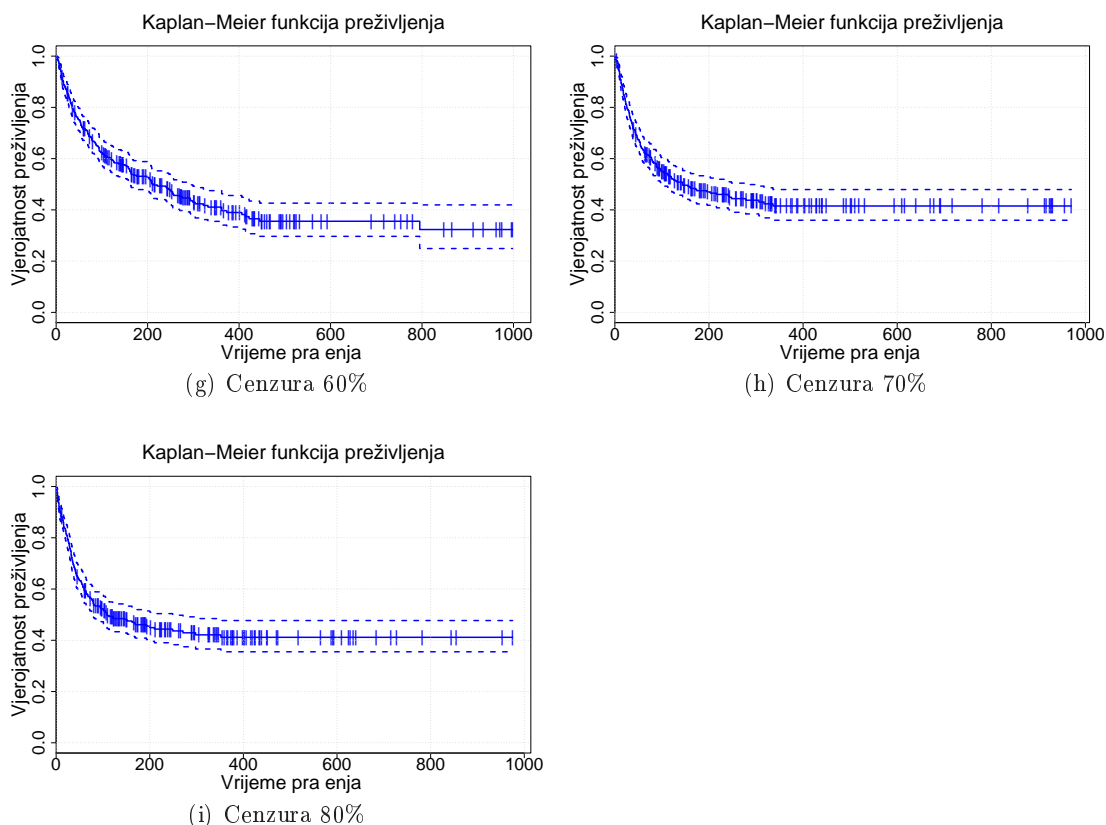 Kaplan−Meier funkcija preživljenja
Vjerojatnost preživljenja
0.0 0.2 0.4 0.6 0.8 1.0
0 200 400 600 800 1000
Vrijeme pra enja
(g) Cenzura 60%
Kaplan−Meier funkcija preživljenja
Vjerojatnost preživljenja
0.0 0.2 0.4 0.6 0.8 1.0
0 200 400 600 800 1000
Vrijeme pra enja
(h) Cenzura 70%
Kaplan−Meier funkcija preživljenja
Vjerojatnost preživljenja
0.0 0.2 0.4 0.6 0.8 1.0
0 200 400 600 800 1000
Vrijeme pra enja
(i) Cenzura 80%